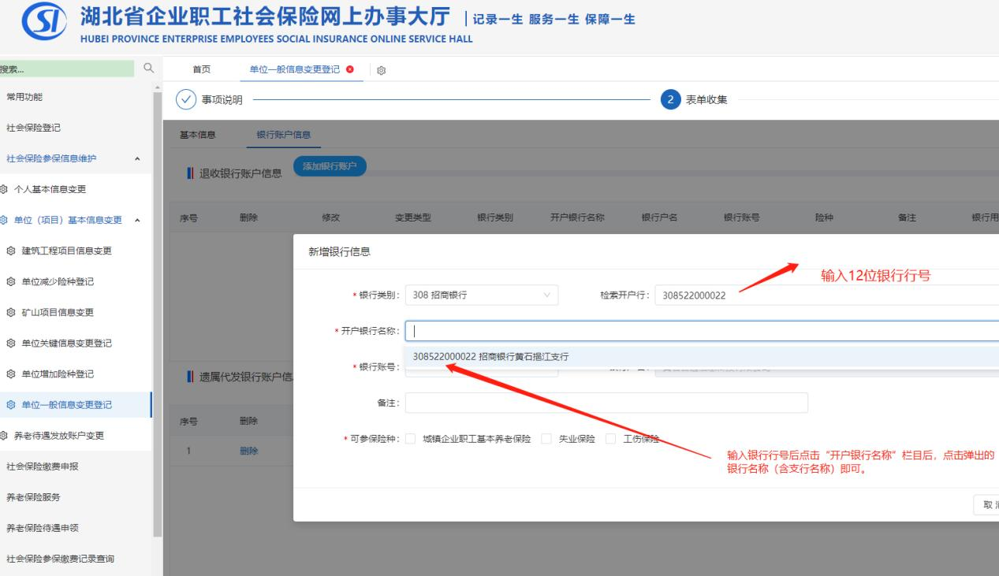 湖北省企业职工社会保险网上办事大厅
记录一生 服务一生 保障一生
HUBEI PROVINCE ENTERPRISE EMPLOYEES SOCIAL INSURANCE ONLINE SERVICE HALL
搜索...
首页
单位一般信息变更登记
常用功能
社会保险登记
社会保险参保信息维护
个人基本信息变更
单位（项目）基本信息变更
建筑工程项目信息变更
单位减少险种登记
矿山项目信息变更
单位关键信息变更登记
单位增加险种登记
单位一般信息变更登记
养老待遇发放账户变更
社会保险缴费申报
养老保险服务
养老保险待遇申领
社会保险参保缴费记录查询
事项说明
2 表单收集
基本信息
银行账户信息
退收银行账户信息
添加银行账户
序号 删除 修改 变更类型 银行类别 开户银行名称 银行户名 银行账号 险种 备注 银行用
新增银行信息
输入12位银行行号
*银行类别： 308 招商银行
检索开户行： 308522000022
*开户银行名称：
308522000022 招商银行黄石挹江支行
*银行账号：
备注：
*可参保险种： 城镇企业职工基本养老保险 失业保险 工伤保险
输入银行行号后点击“开户银行名称”栏目后，点击弹出的
银行名称（含支行名称）即可。
取
遗属代发银行账户信
序号 删除
1 删除